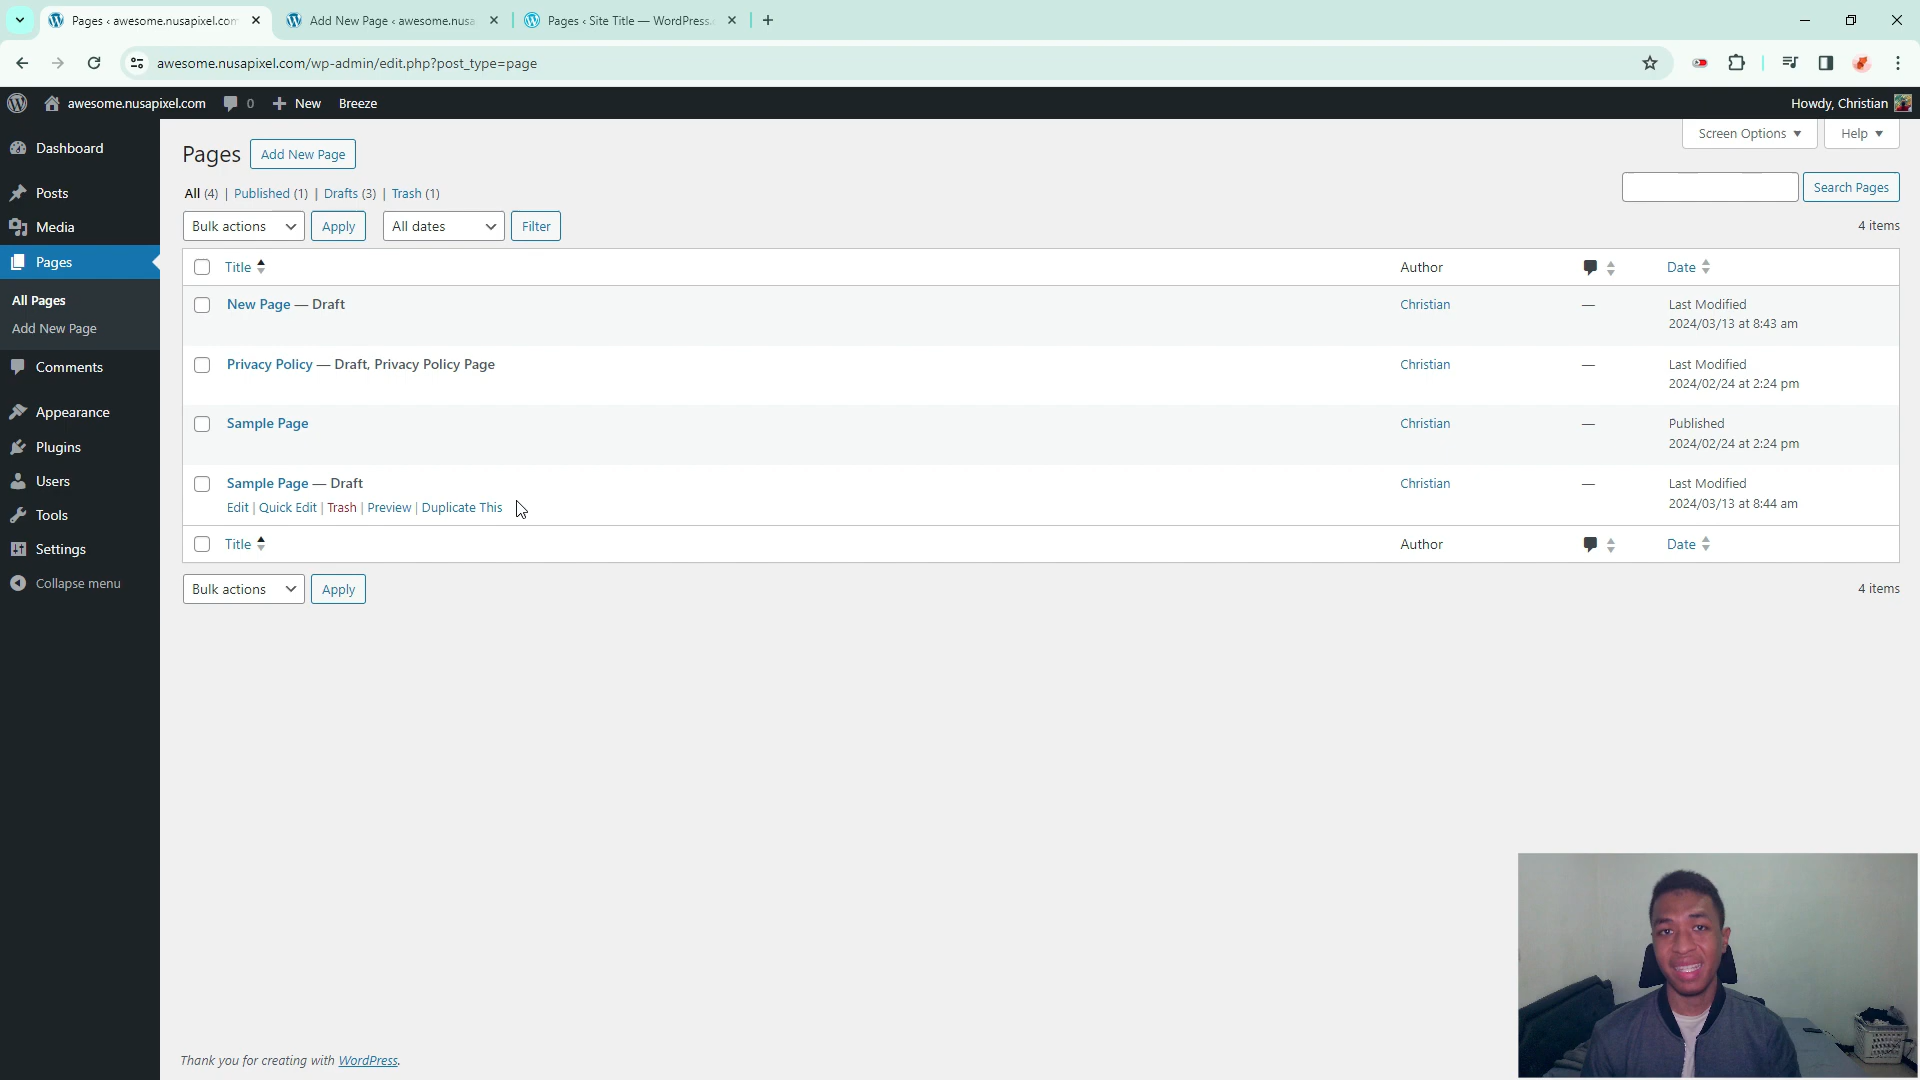 Pages ‹ awesome.nusapixel.com
Add New Page ‹ awesome.nusa
Pages ‹ Site Title — WordPress.
awesome.nusapixel.com/wp-admin/edit.php?post_type=page
awesome.nusapixel.com 0 New Breeze
Howdy, Christian
Screen Options Help
Dashboard
Posts
Media
Pages
All Pages
Add New Page
Comments
Appearance
Plugins
Users
Tools
Settings
Collapse menu
Pages Add New Page
All (4) | Published (1) | Drafts (3) | Trash (1)
Search Pages
Bulk actions Apply All dates Filter
4 items
Title Author Date
New Page — Draft Christian — Last Modified
2024/03/13 at 8:43 am
Privacy Policy — Draft, Privacy Policy Page Christian — Last Modified
2024/02/24 at 2:24 pm
Sample Page Christian — Published
2024/02/24 at 2:24 pm
Sample Page — Draft Christian — Last Modified
Edit | Quick Edit | Trash | Preview | Duplicate This 2024/03/13 at 8:44 am
Title Author Date
Bulk actions Apply 4 items
Thank you for creating with WordPress.